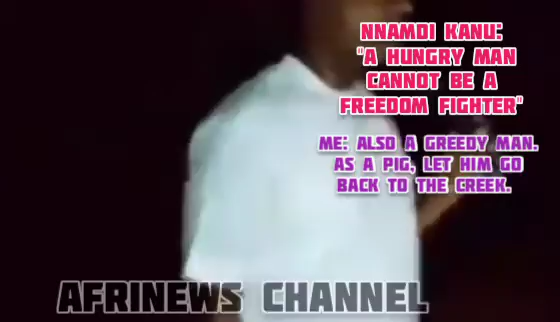 NNAMDI KANU:
"A HUNGRY MAN
CANNOT BE A
FREEDOM FIGHTER"
ME: ALSO A GREEDY MAN.
AS A PIG, LET HIM GO
BACK TO THE CREEK.
AFRINEWS CHANNEL